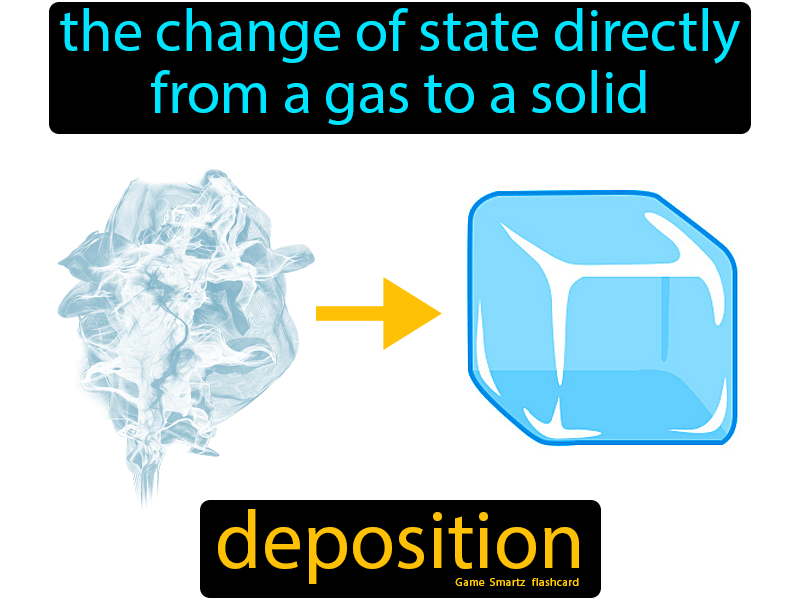 the change of state directly
from a gas to a solid
deposition
Game Smartz flashcard